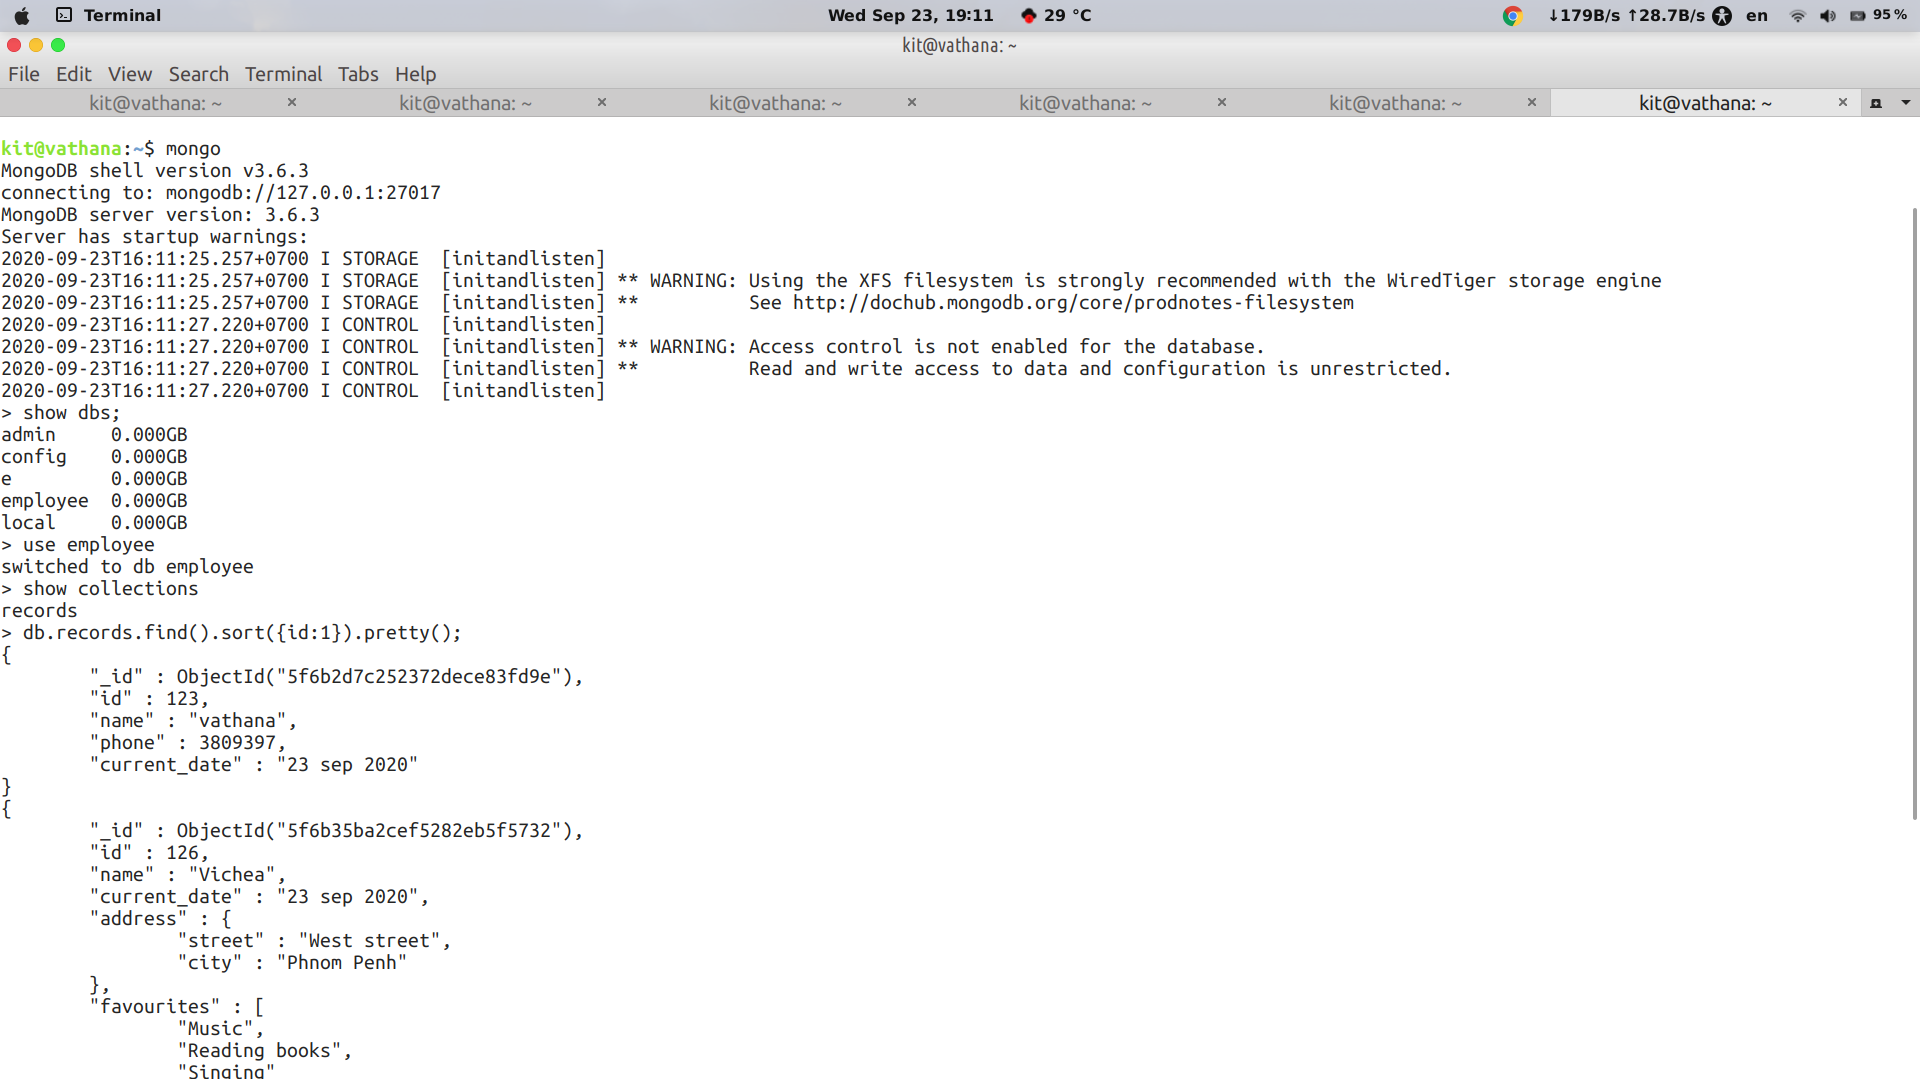 Terminal Wed Sep 23, 19:11 29 °C ↓179B/s ↑28.7B/s en 95 %
kit@vathana: ~
File Edit View Search Terminal Tabs Help
kit@vathana: ~ × kit@vathana: ~ × kit@vathana: ~ × kit@vathana: ~ × kit@vathana: ~ × kit@vathana: ~ ×
kit@vathana:~$ mongo
MongoDB shell version v3.6.3
connecting to: mongodb://127.0.0.1:27017
MongoDB server version: 3.6.3
Server has startup warnings:
2020-09-23T16:11:25.257+0700 I STORAGE  [initandlisten]
2020-09-23T16:11:25.257+0700 I STORAGE  [initandlisten] ** WARNING: Using the XFS filesystem is strongly recommended with the WiredTiger storage engine
2020-09-23T16:11:25.257+0700 I STORAGE  [initandlisten] **          See http://dochub.mongodb.org/core/prodnotes-filesystem
2020-09-23T16:11:27.220+0700 I CONTROL  [initandlisten]
2020-09-23T16:11:27.220+0700 I CONTROL  [initandlisten] ** WARNING: Access control is not enabled for the database.
2020-09-23T16:11:27.220+0700 I CONTROL  [initandlisten] **          Read and write access to data and configuration is unrestricted.
2020-09-23T16:11:27.220+0700 I CONTROL  [initandlisten]
> show dbs;
admin     0.000GB
config    0.000GB
e         0.000GB
employee  0.000GB
local     0.000GB
> use employee
switched to db employee
> show collections
records
> db.records.find().sort({id:1}).pretty();
{
        "_id" : ObjectId("5f6b2d7c252372dece83fd9e"),
        "id" : 123,
        "name" : "vathana",
        "phone" : 3809397,
        "current_date" : "23 sep 2020"
}
{
        "_id" : ObjectId("5f6b35ba2cef5282eb5f5732"),
        "id" : 126,
        "name" : "Vichea",
        "current_date" : "23 sep 2020",
        "address" : {
                "street" : "West street",
                "city" : "Phnom Penh"
        },
        "favourites" : [
                "Music",
                "Reading books",
                "Singing"